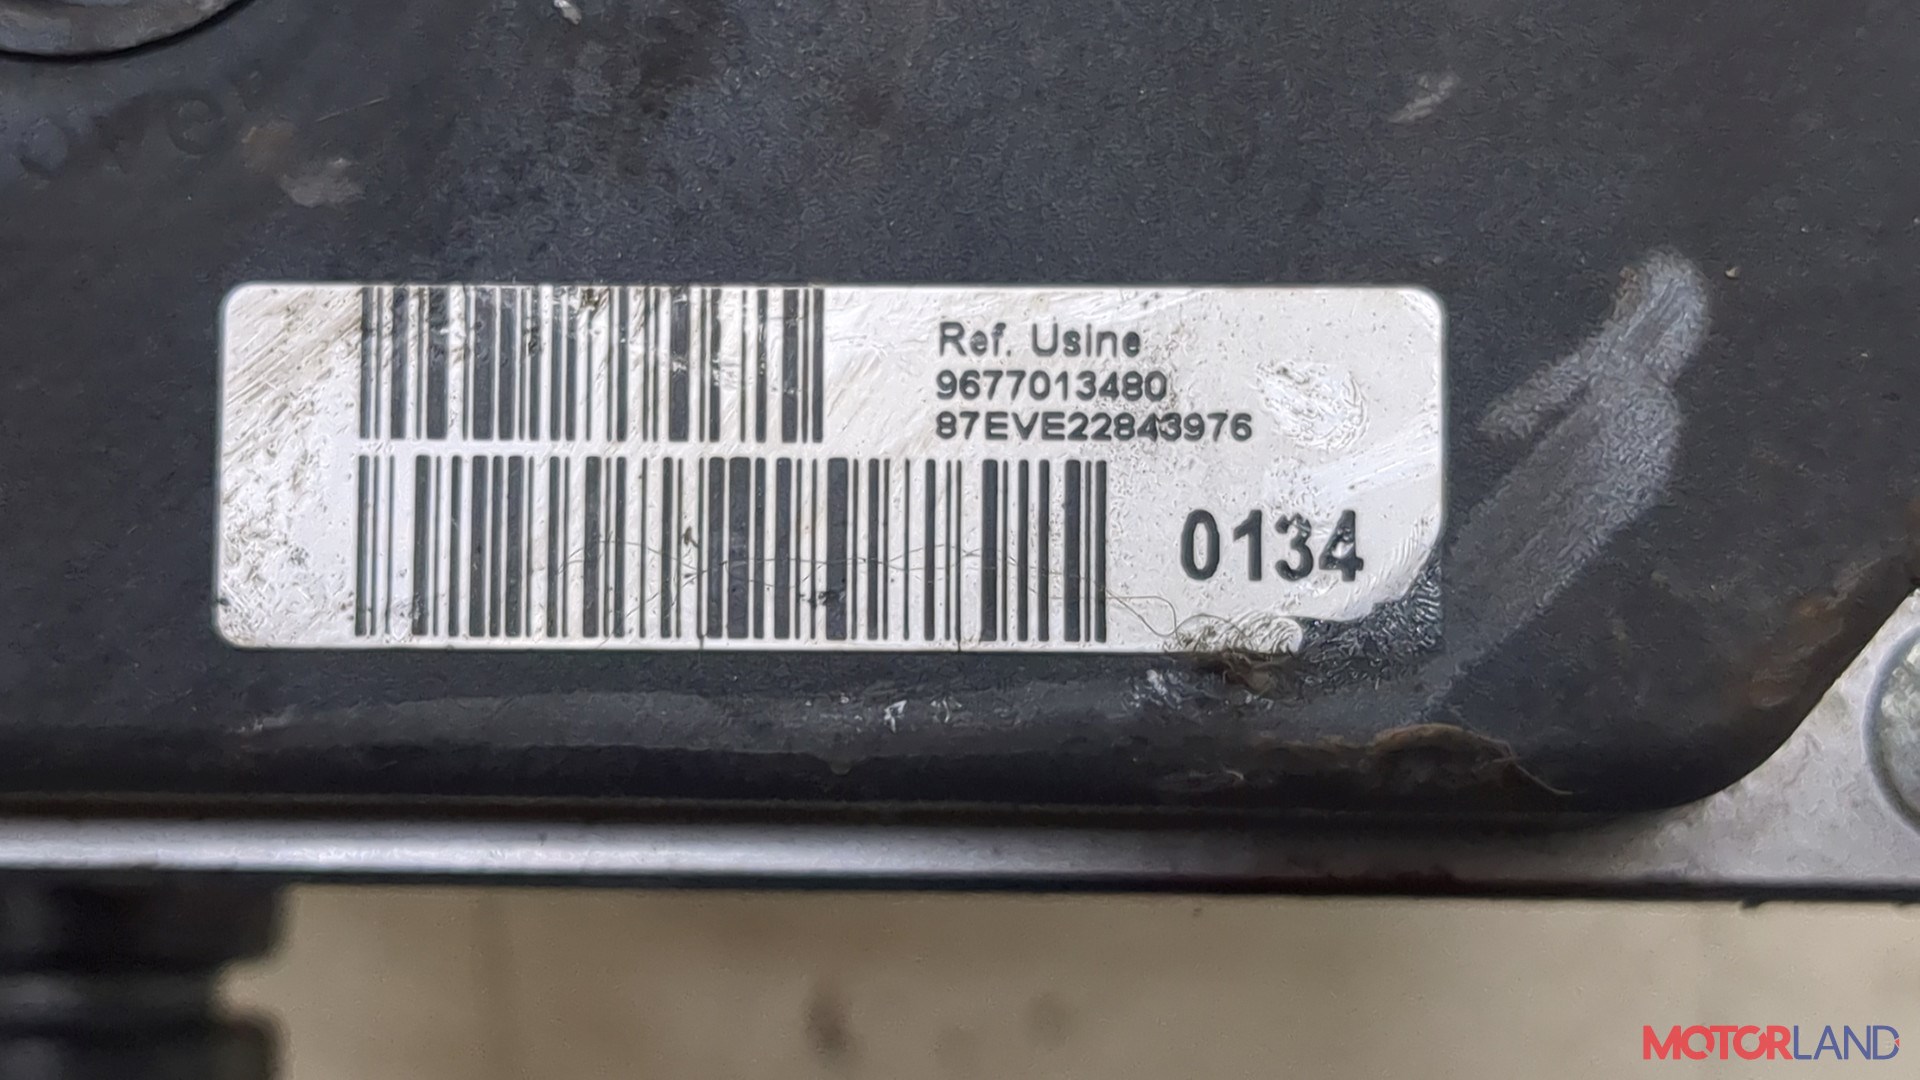 Ref. Usine
9677013480
87EVE22843976
0134
MOTORLAND